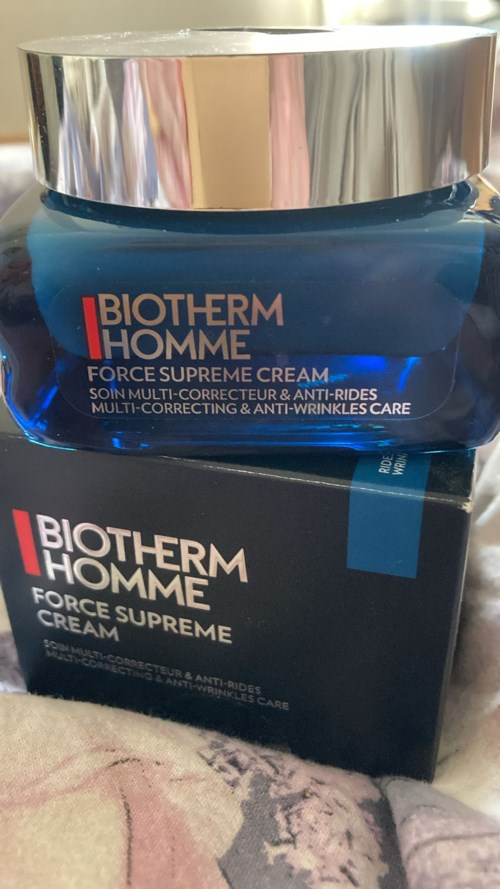 BIOTHERM
HOMME
FORCE SUPREME CREAM
SOIN MULTI-CORRECTEUR & ANTI-RIDES
MULTI-CORRECTING & ANTI-WRINKLES CARE
BIOTHERM
HOMME
FORCE SUPREME
CREAM
SOIN MULTI-CORRECTEUR & ANTI-RIDES
MULTI-CORRECTING & ANTI-WRINKLES CARE